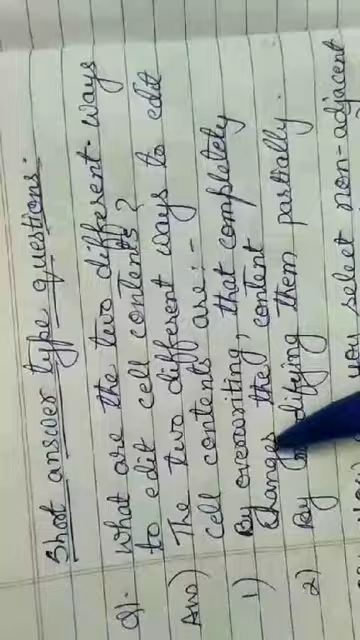 Short answer type questions:-
Q1. What are the two different ways
to edit cell contents?
Ans) The two different ways to edit
cell contents are:-
1) By overwriting, that completely
changes the content
2) By difying them partially.
you select non-adjacent